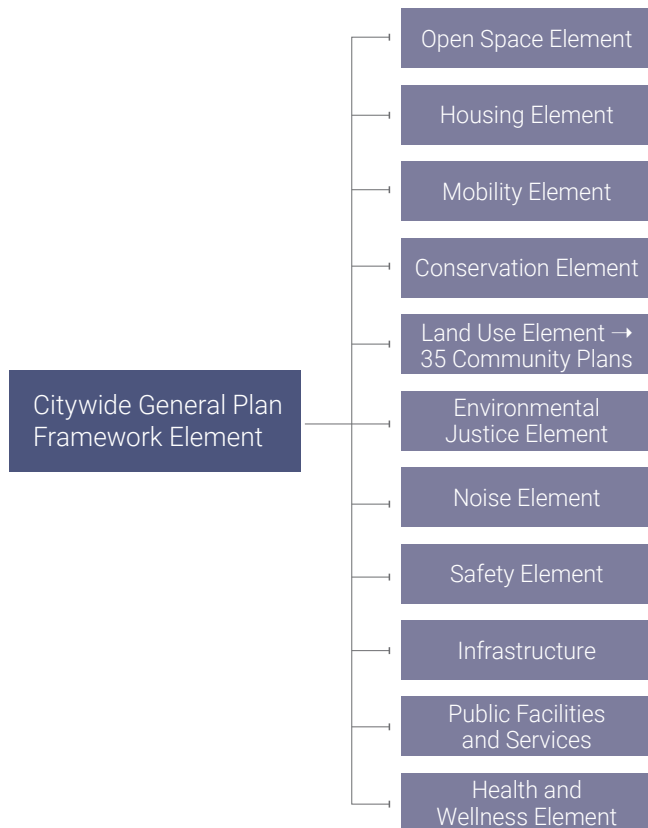 Open Space Element
Housing Element
Mobility Element
Conservation Element
Land Use Element →
35 Community Plans
Citywide General Plan
Framework Element
Environmental
Justice Element
Noise Element
Safety Element
Infrastructure
Public Facilities
and Services
Health and
Wellness Element